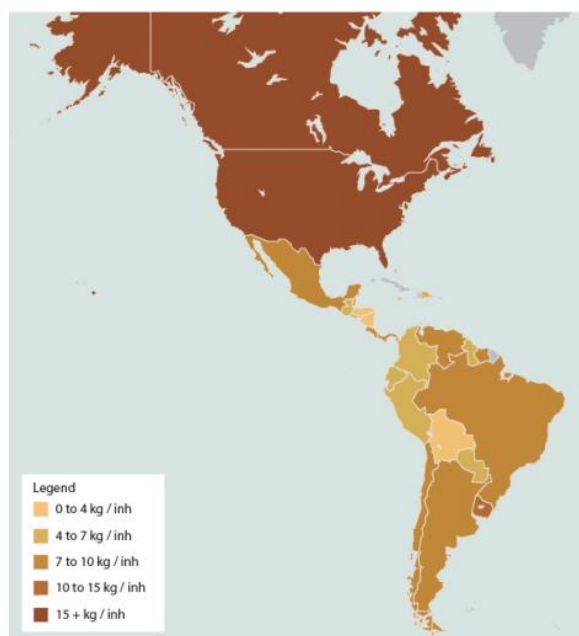 Legend
0 to 4 kg / inh
4 to 7 kg / inh
7 to 10 kg / inh
10 to 15 kg / inh
15 + kg / inh